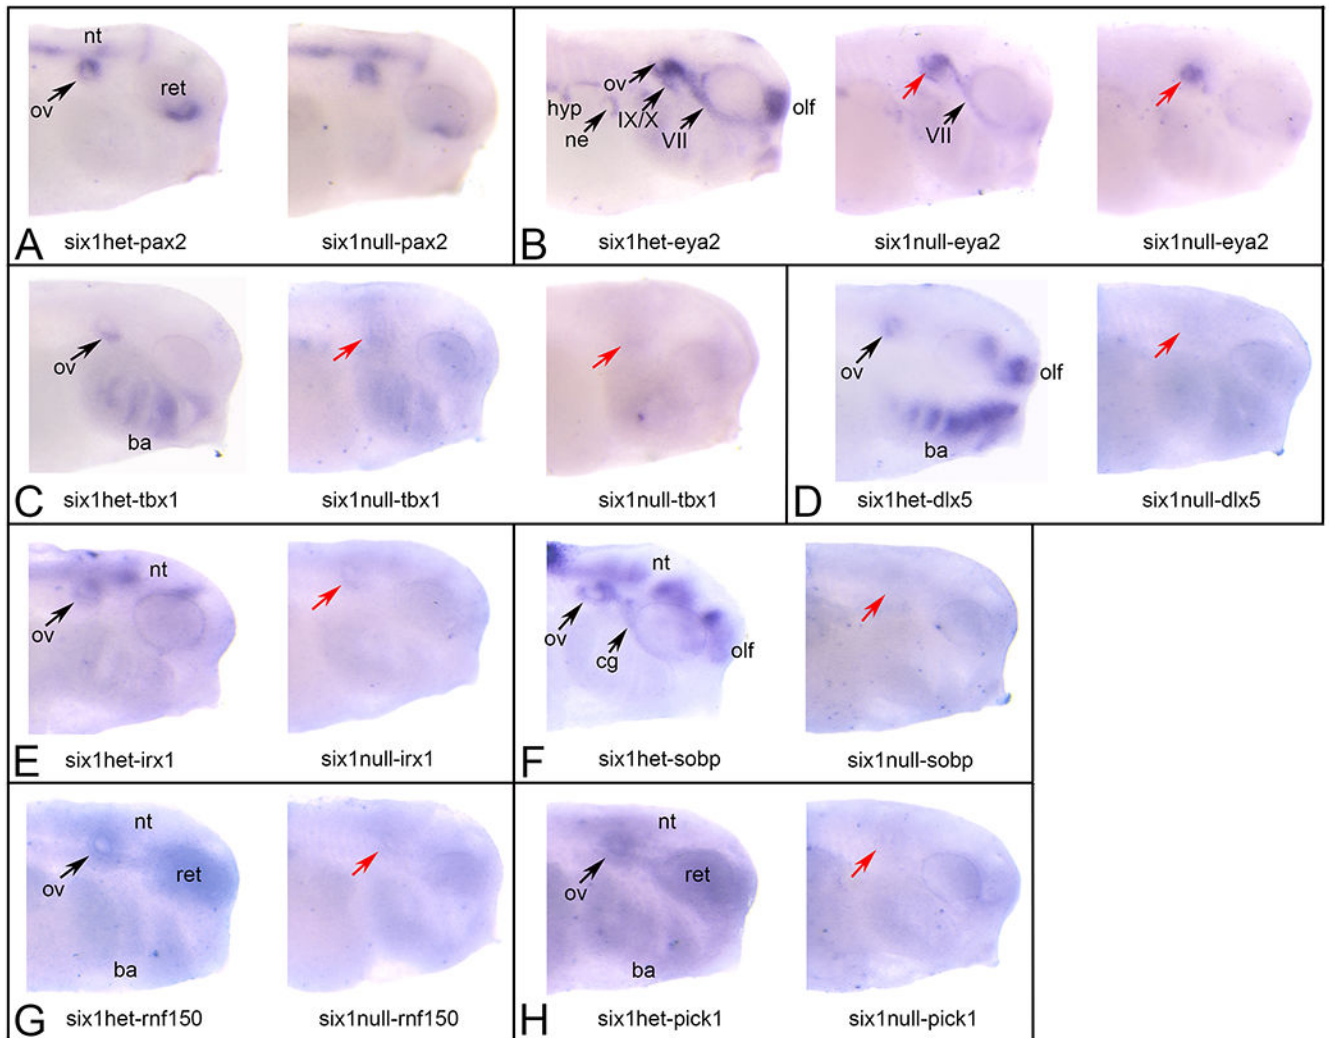 nt
ov
ret
A
six1het-pax2
six1null-pax2
ov
hyp
ne
IX/X
VII
olf
VII
B
six1het-eya2
six1null-eya2
six1null-eya2
ov
ba
C
six1het-tbx1
six1null-tbx1
six1null-tbx1
ov
olf
ba
D
six1het-dlx5
six1null-dlx5
nt
ov
E
six1het-irx1
six1null-irx1
nt
ov
cg
olf
F
six1het-sobp
six1null-sobp
nt
ov
ret
ba
G
six1het-rnf150
six1null-rnf150
nt
ov
ret
ba
H
six1het-pick1
six1null-pick1